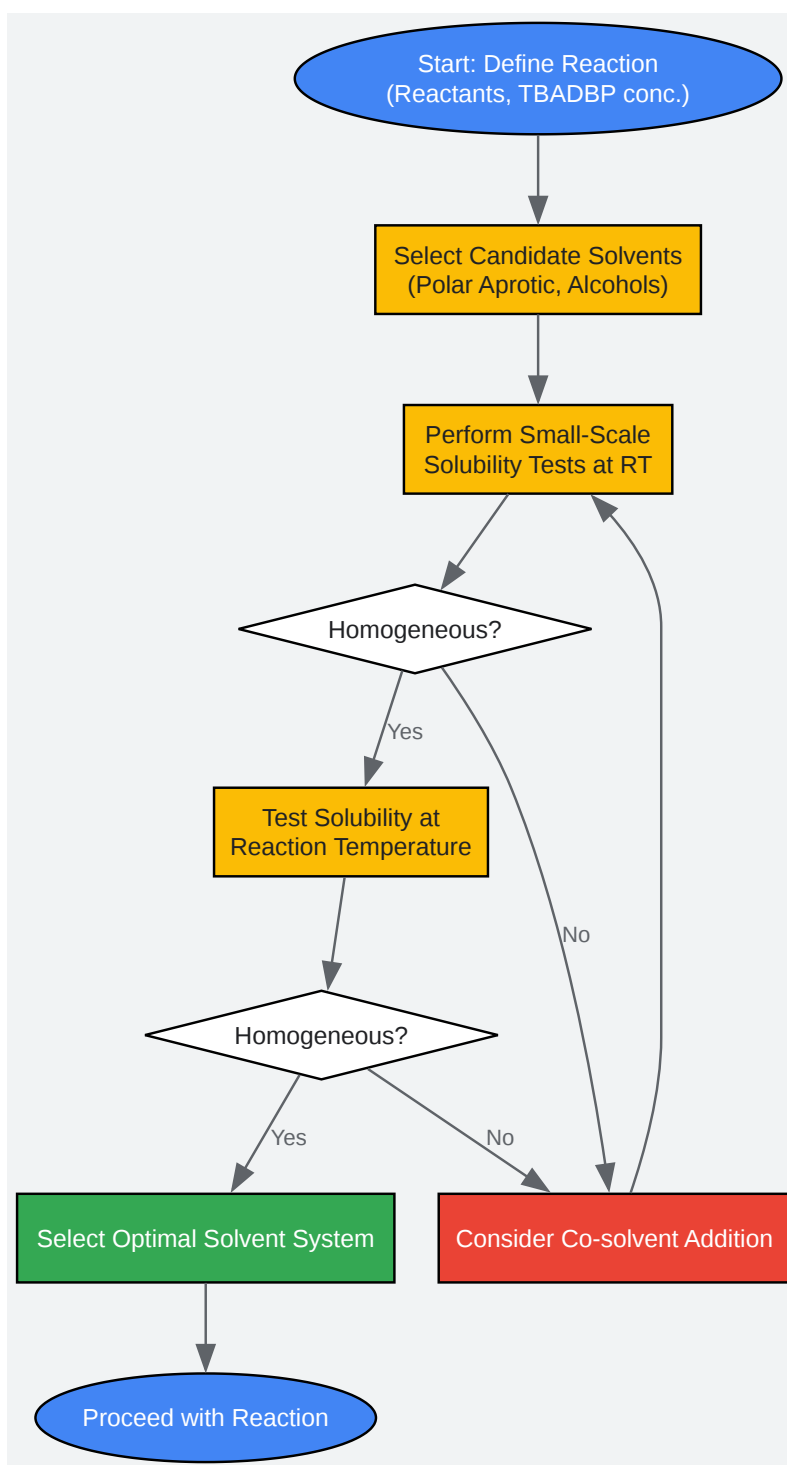 Start: Define Reaction
(Reactants, TBADBP conc.)
Select Candidate Solvents
(Polar Aprotic, Alcohols)
Perform Small-Scale
Solubility Tests at RT
Homogeneous?
Yes
Test Solubility at
Reaction Temperature
No
Homogeneous?
Yes
No
Select Optimal Solvent System
Consider Co-solvent Addition
Proceed with Reaction